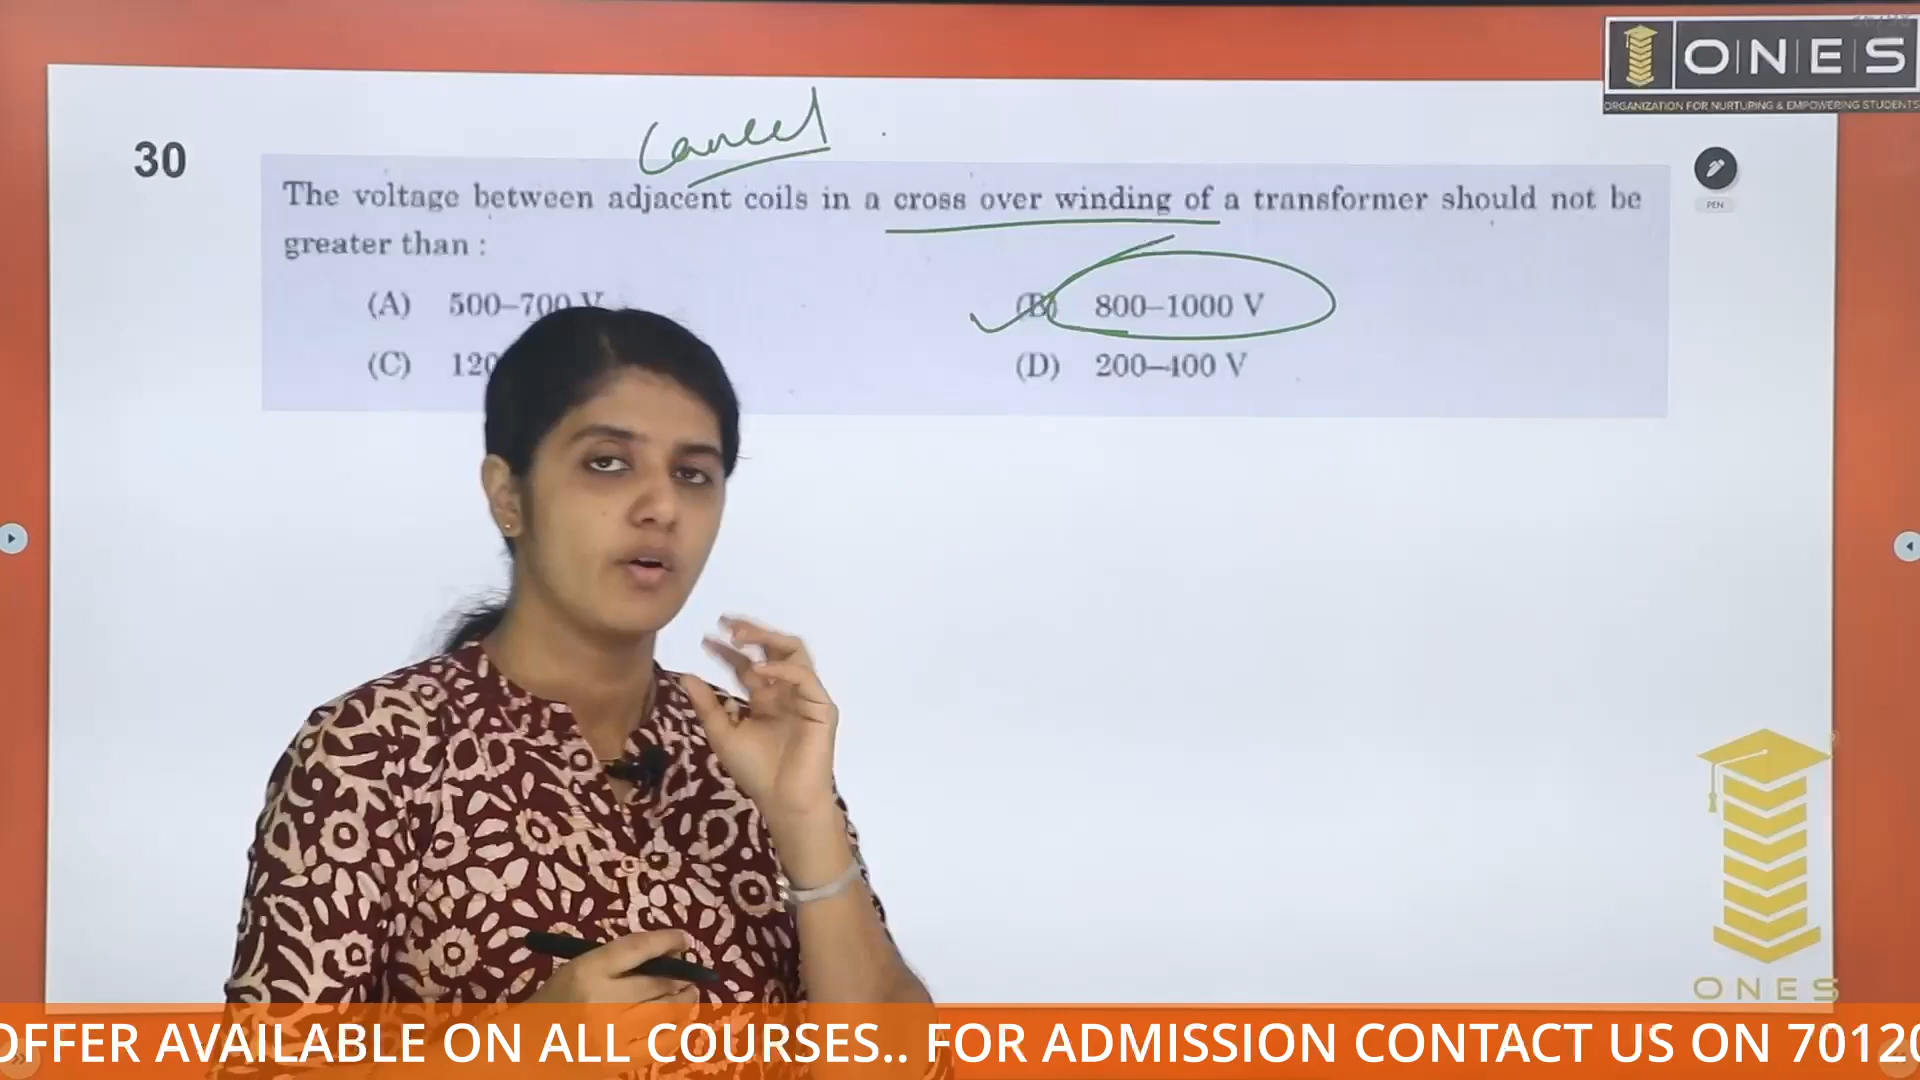 O|N|E|S
ORGANIZATION FOR NURTURING & EMPOWERING STUDENTS
Cancel
30
PEN
The voltage between adjacent coils in a cross over winding of a transformer should not be
greater than :
(A) 500–700 V
(B) 800–1000 V
(C) 120
(D) 200–400 V
ONES
OFFER AVAILABLE ON ALL COURSES.. FOR ADMISSION CONTACT US ON 70120